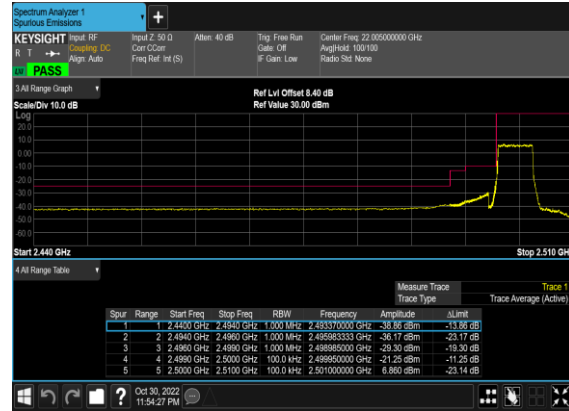 Spectrum Analyzer 1
Spurious Emissions
+
KEYSIGHT Input: RF Input Z: 50 Ω Atten: 40 dB Trig: Free Run Center Freq: 22.005000000 GHz
R T Coupling: DC Corr CCorr Gate: Off Avg|Hold: 100/100
Align: Auto Freq Ref: Int (S) IF Gain: Low Radio Std: None
PASS
3 All Range Graph
Ref Lvl Offset 8.40 dB
Scale/Div 10.0 dB Ref Value 30.00 dBm
Log
20.0
10.0
0.00
-10.0
-20.0
-30.0
-40.0
-50.0
-60.0
Start 2.440 GHz Stop 2.510 GH
4 All Range Table
Measure Trace Trace 1
Trace Type Trace Average (Active)
Spur Range Start Freq Stop Freq RBW Frequency Amplitude ΔLimit
1 1 2.4400 GHz 2.4940 GHz 1.000 MHz 2.493370000 GHz -38.86 dBm -13.86 dB
2 2 2.4940 GHz 2.4960 GHz 1.000 MHz 2.495983333 GHz -36.17 dBm -23.17 dB
3 3 2.4960 GHz 2.4990 GHz 1.000 MHz 2.498985000 GHz -29.30 dBm -19.30 dB
4 4 2.4990 GHz 2.5000 GHz 100.0 kHz 2.499950000 GHz -21.25 dBm -11.25 dB
5 5 2.5000 GHz 2.5100 GHz 100.0 kHz 2.501000000 GHz 6.860 dBm -23.14 dB
? Oct 30, 2022
11:54:27 PM